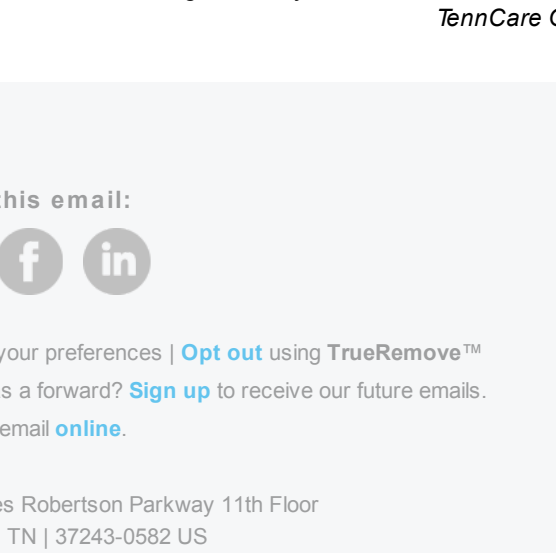 TennCare
this email:
f in
your preferences | Opt out using TrueRemove™
s a forward? Sign up to receive our future emails.
email online.
es Robertson Parkway 11th Floor
TN | 37243-0582 US